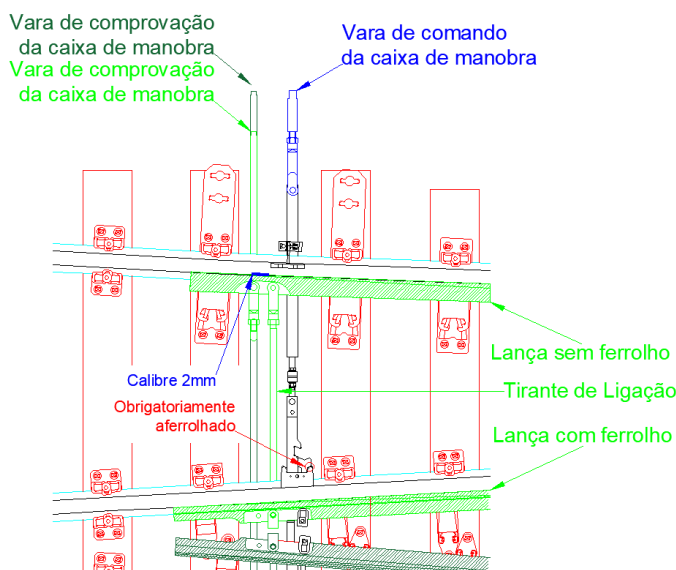 Vara de comprovação
da caixa de manobra
Vara de comprovação
da caixa de manobra
Vara de comando
da caixa de manobra
Lança sem ferrolho
Calibre 2mm
Tirante de Ligação
Obrigatoriamente
aferrolhado
Lança com ferrolho